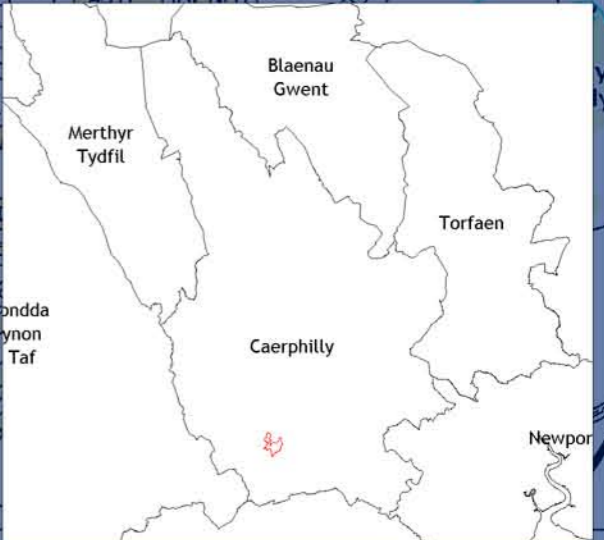 Blaenau
Gwent
Merthyr
Tydfil
Torfaen
ondda
ynon
Taf
Caerphilly
Newpor